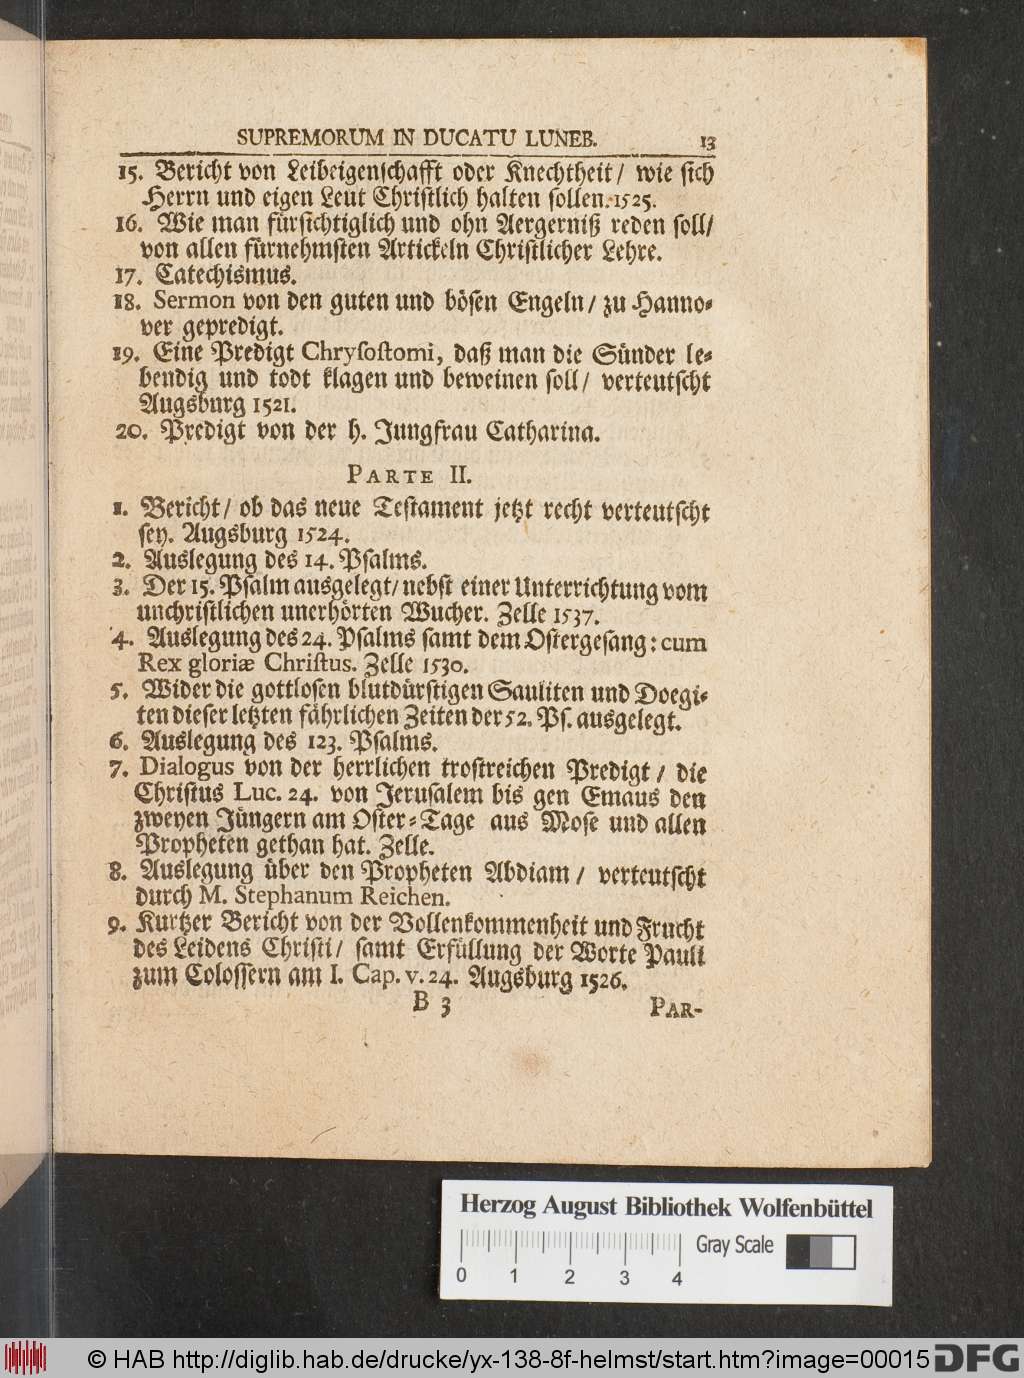 SUPREMORUM IN DUCATU LUNEB. 13
15. Bericht von Leibeigenschafft oder Knechtheit / wie sich
Herrn und eigen Leut Christlich halten sollen. 1525.
16. Wie man fürsichtiglich und ohn Aergerniß reden soll /
von allen fürnehmsten Artickeln Christlicher Lehre.
17. Catechismus.
18. Sermon von den guten und bösen Engeln / zu Hanno-
ver gepredigt.
19. Eine Predigt Chrysostomi, daß man die Sünder le-
bendig und todt klagen und beweinen soll / verteutscht
Augsburg 1521.
20. Predigt von der h. Jungfrau Catharina.
PARTE II.
1. Bericht / ob das neue Testament jetzt recht verteutscht
sey. Augsburg 1524.
2. Auslegung des 14. Psalms.
3. Der 15. Psalm ausgelegt / nebst einer Unterrichtung vom
unchristlichen unerhörten Wucher. Zelle 1537.
4. Auslegung des 24. Psalms samt dem Ostergesang: cum
Rex gloriæ Christus. Zelle 1530.
5. Wider die gottlosen blutdürstigen Sauliten und Doegi-
ten dieser letzten fährlichen Zeiten der 52. Ps. ausgelegt.
6. Auslegung des 123. Psalms.
7. Dialogus von der herrlichen trostreichen Predigt / die
Christus Luc. 24. von Jerusalem bis gen Emaus den
zweyen Jüngern am Oster-Tage aus Mose und allen
Propheten gethan hat. Zelle.
8. Auslegung über den Propheten Abdiam / verteutscht
durch M. Stephanum Reichen.
9. Kurtzer Bericht von der Vollenkommenheit und Frucht
des Leidens Christi / samt Erfüllung der Worte Pauli
zum Colossern am I. Cap. v. 24. Augsburg 1526.
B 3 PAR-
Herzog August Bibliothek Wolfenbüttel
Gray Scale
0 1 2 3 4
© HAB http://diglib.hab.de/drucke/yx-138-8f-helmst/start.htm?image=00015 DFG